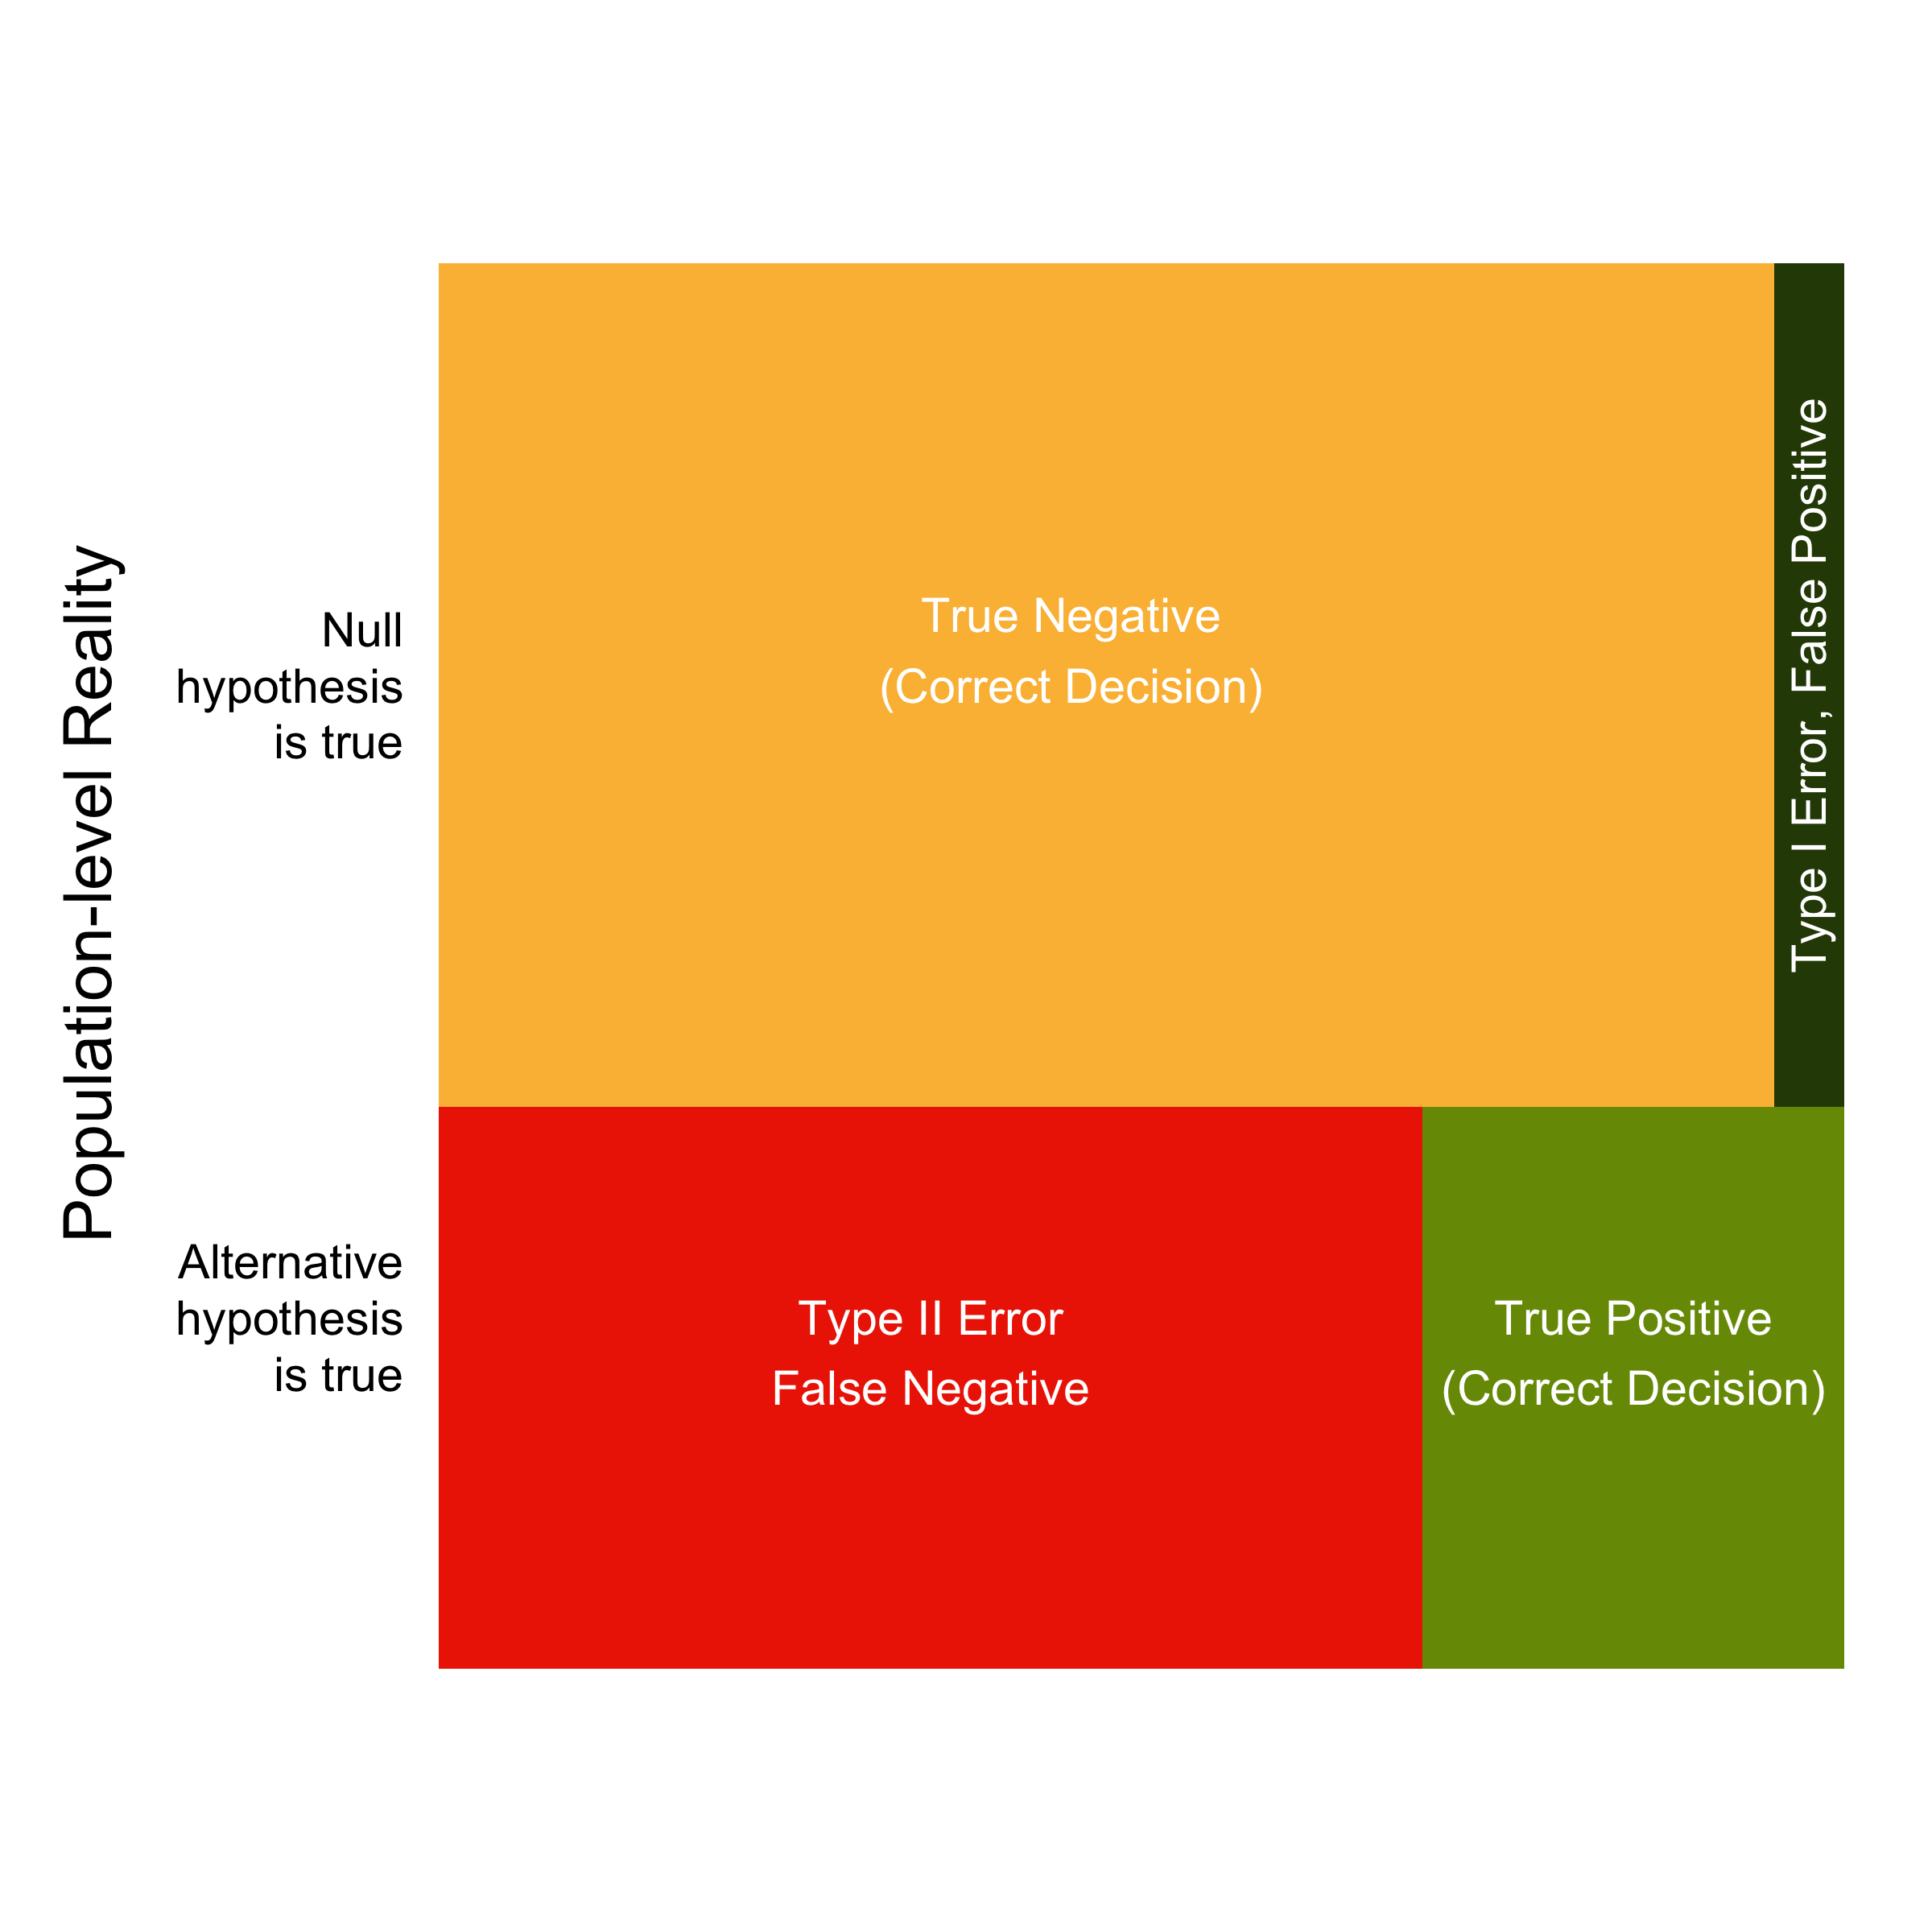 Population-level Reality
Null
hypothesis
is true
True Negative
(Correct Decision)
Type I Error, False Positive
Alternative
hypothesis
is true
Type II Error
False Negative
True Positive
(Correct Decision)